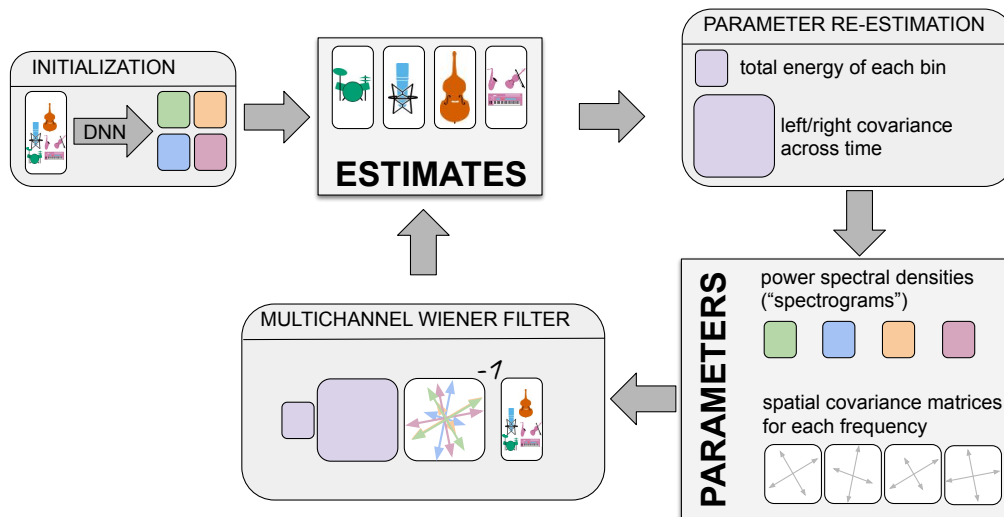 INITIALIZATION
DNN
ESTIMATES
PARAMETER RE-ESTIMATION
total energy of each bin
left/right covariance
across time
PARAMETERS
power spectral densities
(“spectrograms”)
spatial covariance matrices
for each frequency
MULTICHANNEL WIENER FILTER
-1